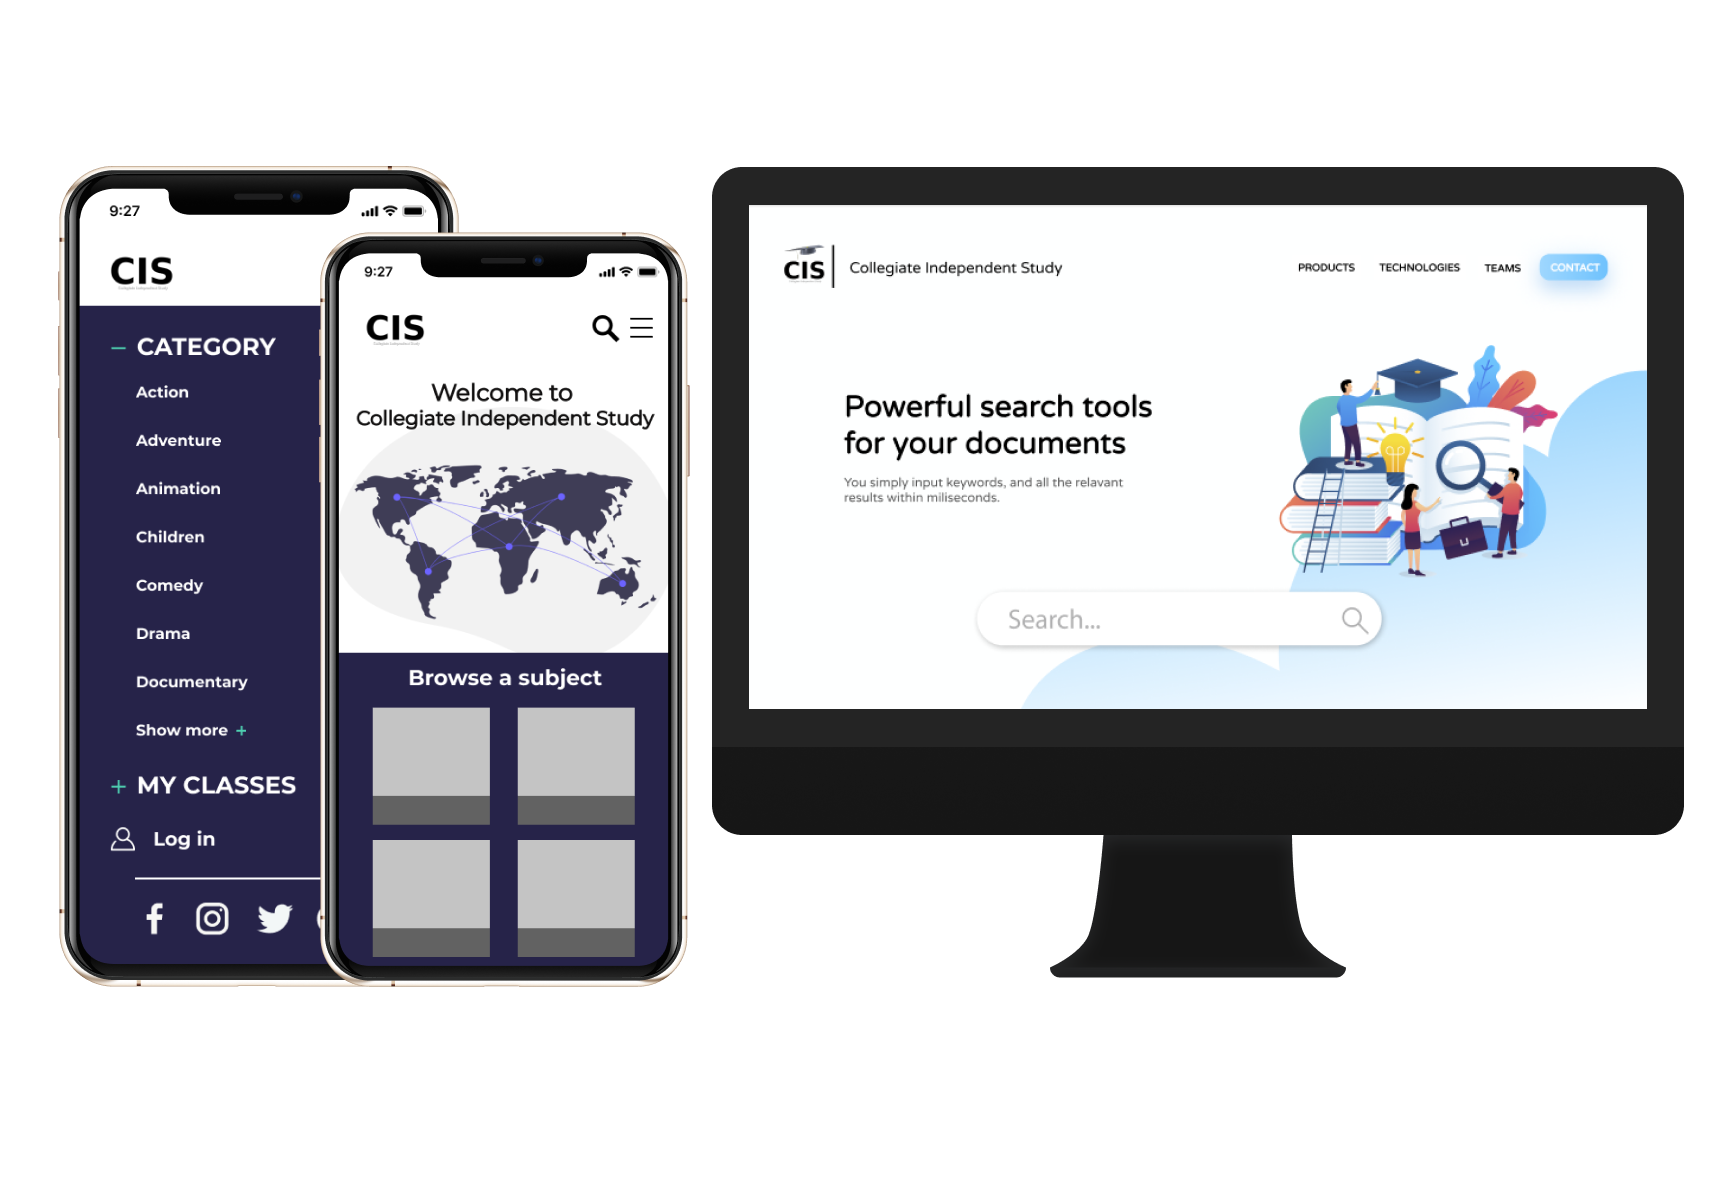 9:27
CIS
CATEGORY
Action
Adventure
Animation
Children
Comedy
Drama
Documentary
Show more +
+ MY CLASSES
Log in
9:27
CIS
Welcome to
Collegiate Independent Study
Browse a subject
CIS
Collegiate Independent Study
PRODUCTS
TECHNOLOGIES
TEAMS
CONTACT
Powerful search tools
for your documents
You simply input keywords, and all the relavant
results within miliseconds.
Search...